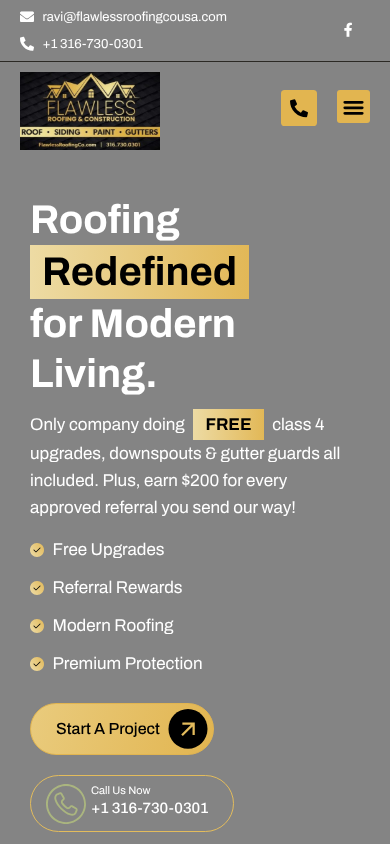 ravi@flawlessroofingcousa.com
+1 316-730-0301
FLAWLESS
ROOFING & CONSTRUCTION
ROOF • SIDING • PAINT • GUTTERS
FlawlessRoofingCo.com | 316.730.0301
Roofing
Redefined
for Modern
Living.
Only company doing FREE class 4
upgrades, downspouts & gutter guards all
included. Plus, earn $200 for every
approved referral you send our way!
Free Upgrades
Referral Rewards
Modern Roofing
Premium Protection
Start A Project
Call Us Now
+1 316-730-0301